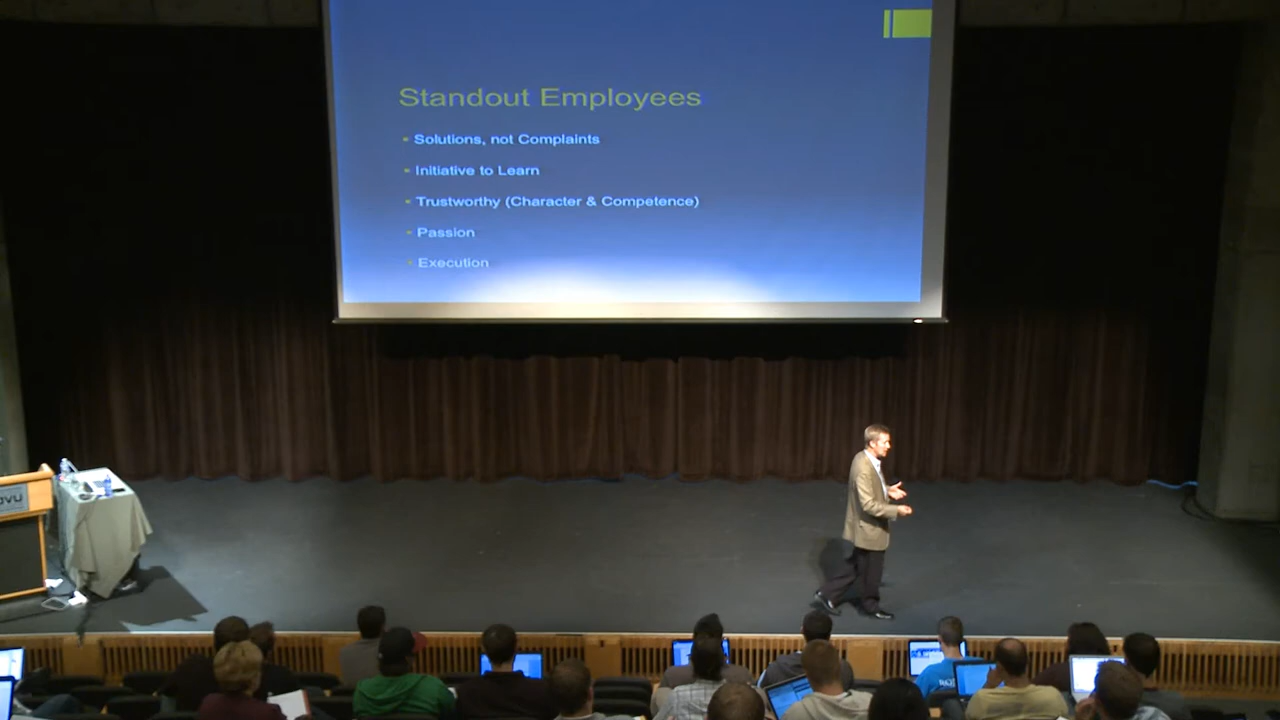 Standout Employees
Solutions, not Complaints
Initiative to Learn
Trustworthy (Character & Competence)
Passion
Execution